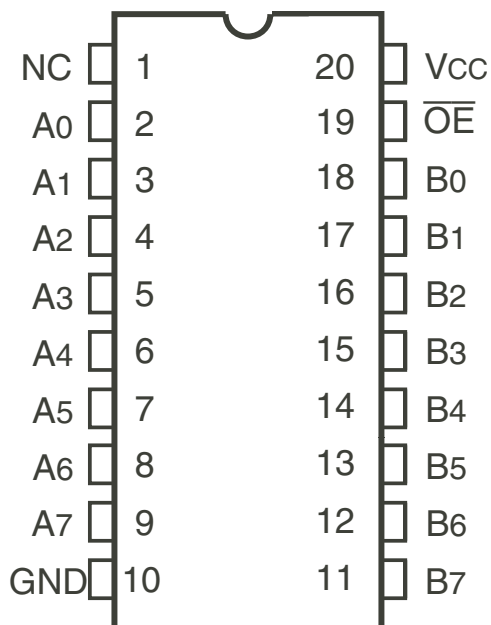 NC 1 20 VCC
A0 2 19 O̅E̅
A1 3 18 B0
A2 4 17 B1
A3 5 16 B2
A4 6 15 B3
A5 7 14 B4
A6 8 13 B5
A7 9 12 B6
GND 10 11 B7